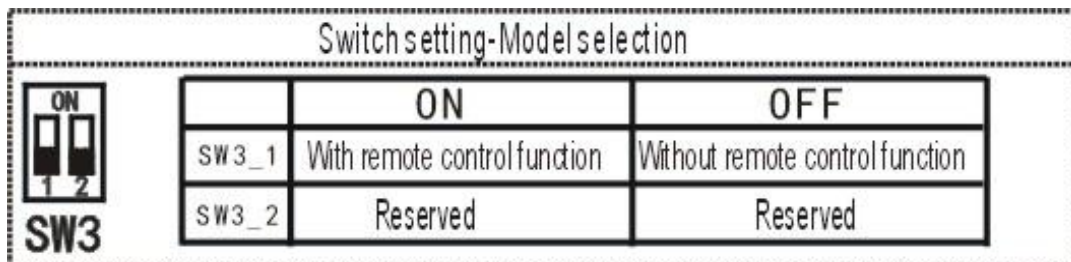 Switch setting-Model selection
ON
1 2
SW3
ON OFF
SW3_1 With remote control function Without remote control function
SW3_2 Reserved Reserved